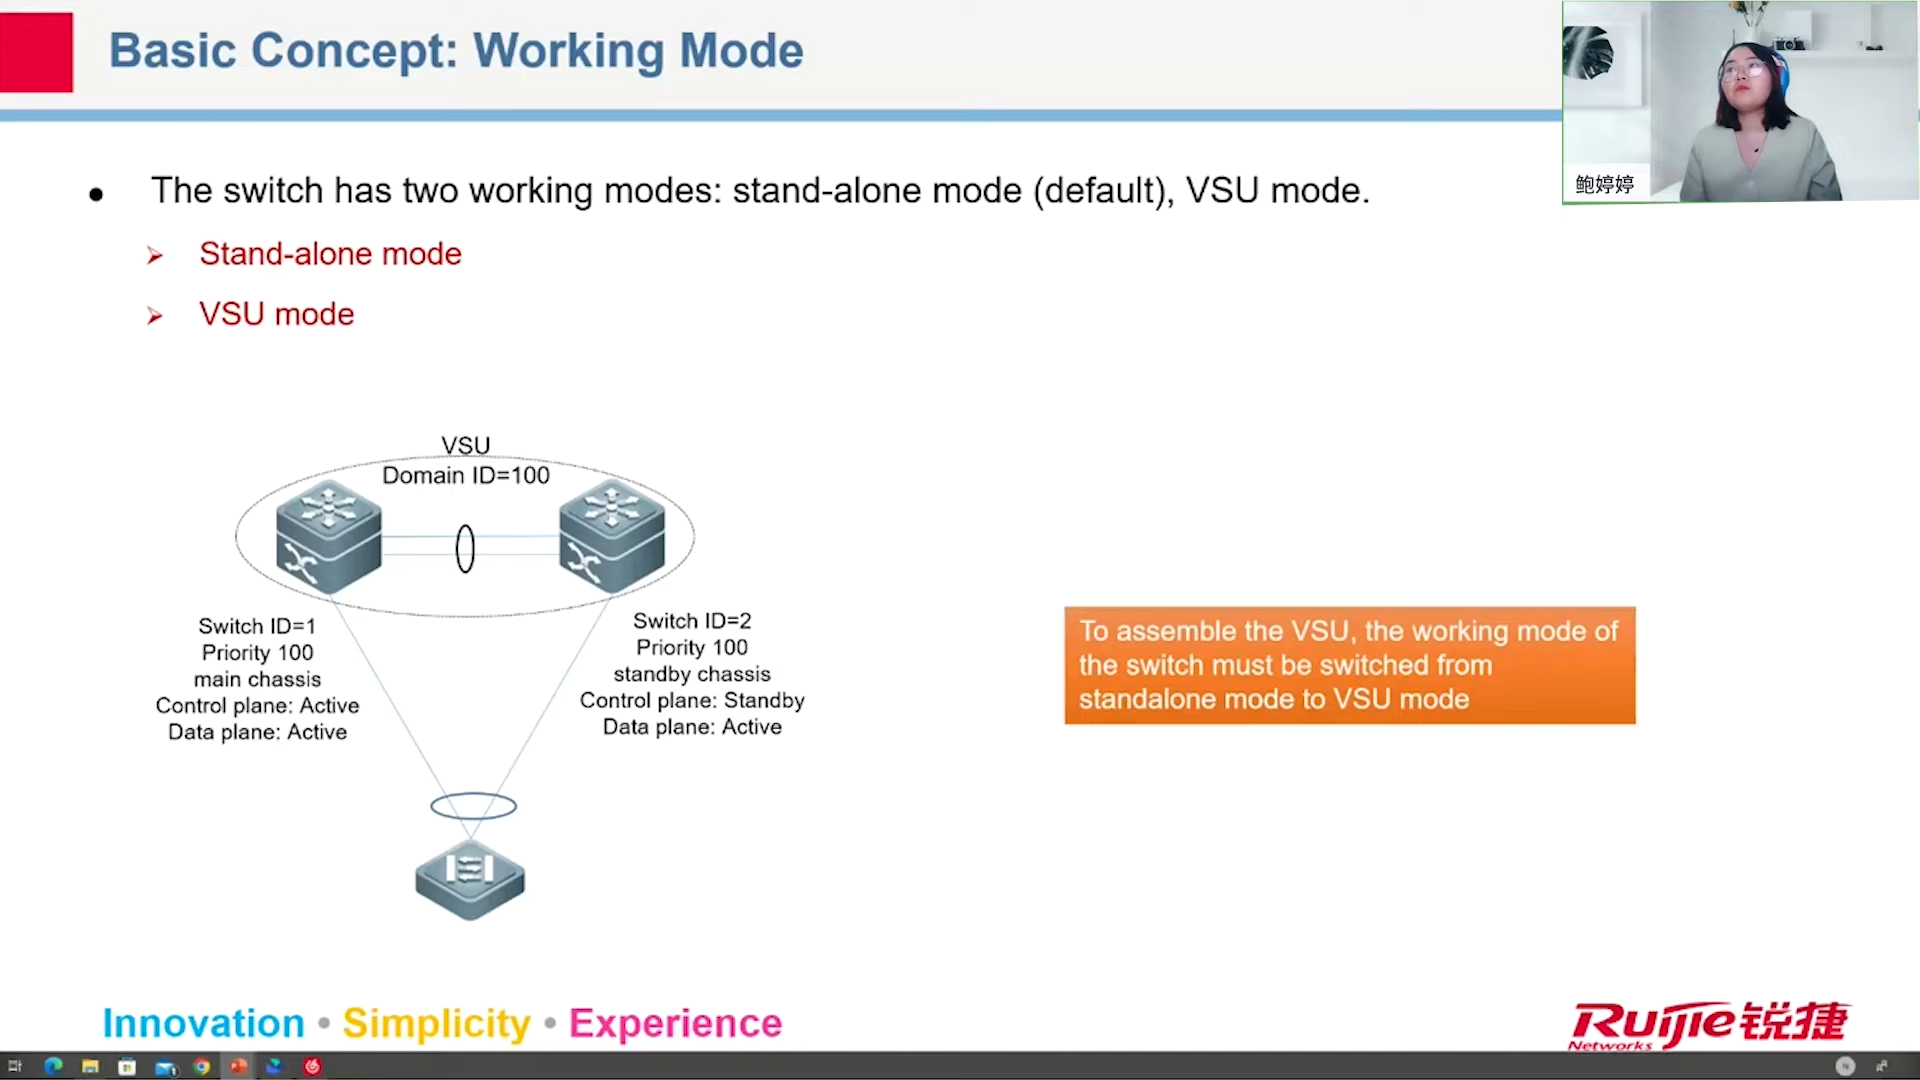 Basic Concept: Working Mode
鲍婷婷
The switch has two working modes: stand-alone mode (default), VSU mode.
Stand-alone mode
VSU mode
VSU
Domain ID=100
Switch ID=1
Priority 100
main chassis
Control plane: Active
Data plane: Active
Switch ID=2
Priority 100
standby chassis
Control plane: Standby
Data plane: Active
To assemble the VSU, the working mode of
the switch must be switched from
standalone mode to VSU mode
Innovation • Simplicity • Experience
Ruijie锐捷
Networks